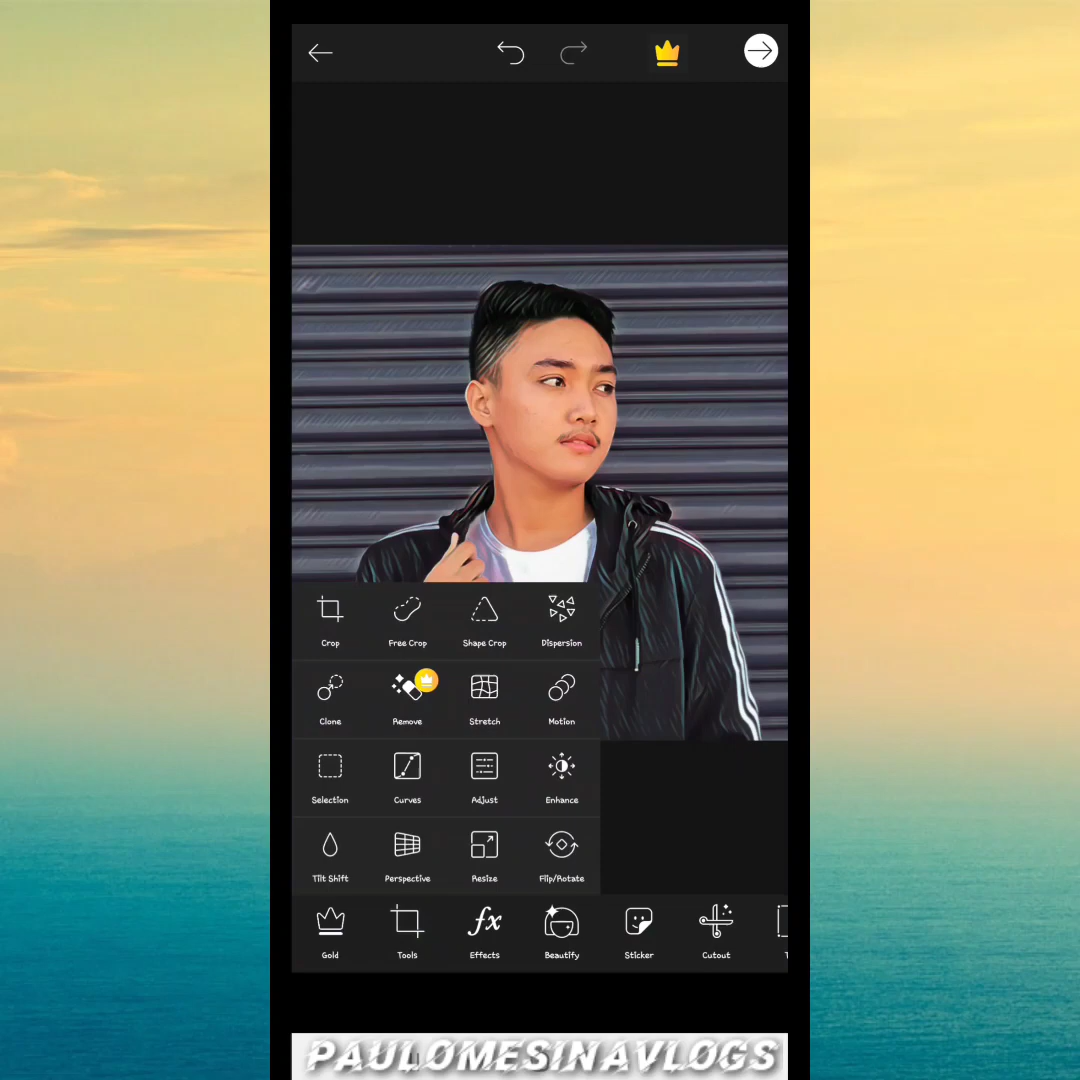 Crop Free Crop Shape Crop Dispersion
Clone Remove Stretch Motion
Selection Curves Adjust Enhance
Tilt Shift Perspective Resize Flip/Rotate
Gold Tools Effects Beautify Sticker Cutout
PAULOMESINAVLOGS